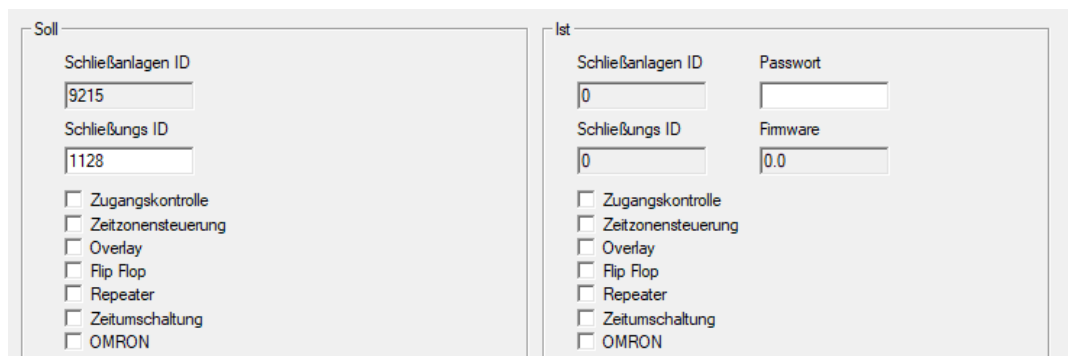 Soll
Schließanlagen ID
9215
Schließungs ID
1128
Zugangskontrolle
Zeitzonensteuerung
Overlay
Flip Flop
Repeater
Zeitumschaltung
OMRON
Ist
Schließanlagen ID Passwort
0
Schließungs ID Firmware
0 0.0
Zugangskontrolle
Zeitzonensteuerung
Overlay
Flip Flop
Repeater
Zeitumschaltung
OMRON